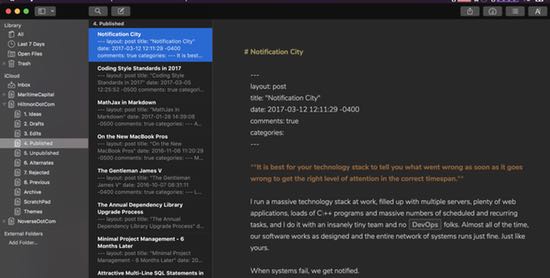 Library
All
Last 7 Days
Open Files
Trash
iCloud
Inbox
MaritimeCapital
HiltmonDotCom
1. Ideas
2. Drafts
3. Edits
4. Published
5. Unpublished
6. Alternates
7. Rejected
8. Previous
Archive
ScratchPad
Themes
NoverseDotCom
External Folders
Add Folder...
4. Published
Notification City
--- layout: post title: "Notification City"
date: 2017-03-12 12:11:29 -0400
comments: true categories: --- It is best...
Coding Style Standards in 2017
--- layout: post title: "Coding Style
Standards in 2017" date: 2017-03-05
12:25:52 -0500 comments: true categor...
MathJax in Markdown
--- layout: post title: "MathJax in
Markdown" date: 2017-01-28 14:39:08
-0500 comments: true categories: --- A...
On the New MacBook Pros
--- layout: post title: "On the New
MacBook Pros" date: 2016-11-06 11:20:29
-0500 comments: true categories: ---
The Gentleman James V
--- layout: post title: "The Gentleman
James V" date: 2016-10-07 06:31:11
-0400 comments: true categories: ---
The Annual Dependency Library
Upgrade Process
--- layout: post title: "The Annual
Dependency Library Upgrade Process"
Minimal Project Management - 6
Months Later
--- layout: post title: "Minimal Project
Management - 6 Months Later" date:
Attractive Multi-Line SQL Statements in
# Notification City
---
layout: post
title: "Notification City"
date: 2017-03-12 12:11:29 -0400
comments: true
categories:
---
**It is best for your technology stack to tell you what went wrong as soon as it goes
wrong to get the right level of attention in the correct timespan.**
I run a massive technology stack at work, filled up with multiple servers, plenty of web
applications, loads of C++ programs and massive numbers of scheduled and recurring
tasks, and I do it with an insanely tiny team and no DevOps folks. Almost all of the time,
our software works as designed and the entire network of systems runs just fine. Just like
yours.
When systems fail, we get notified.